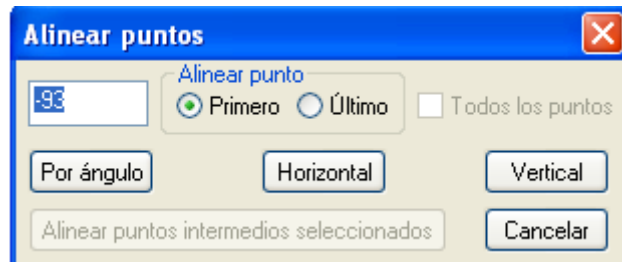 Alinear puntos
Alinear punto
-93
Primero
Último
Todos los puntos
Por ángulo
Horizontal
Vertical
Alinear puntos intermedios seleccionados
Cancelar